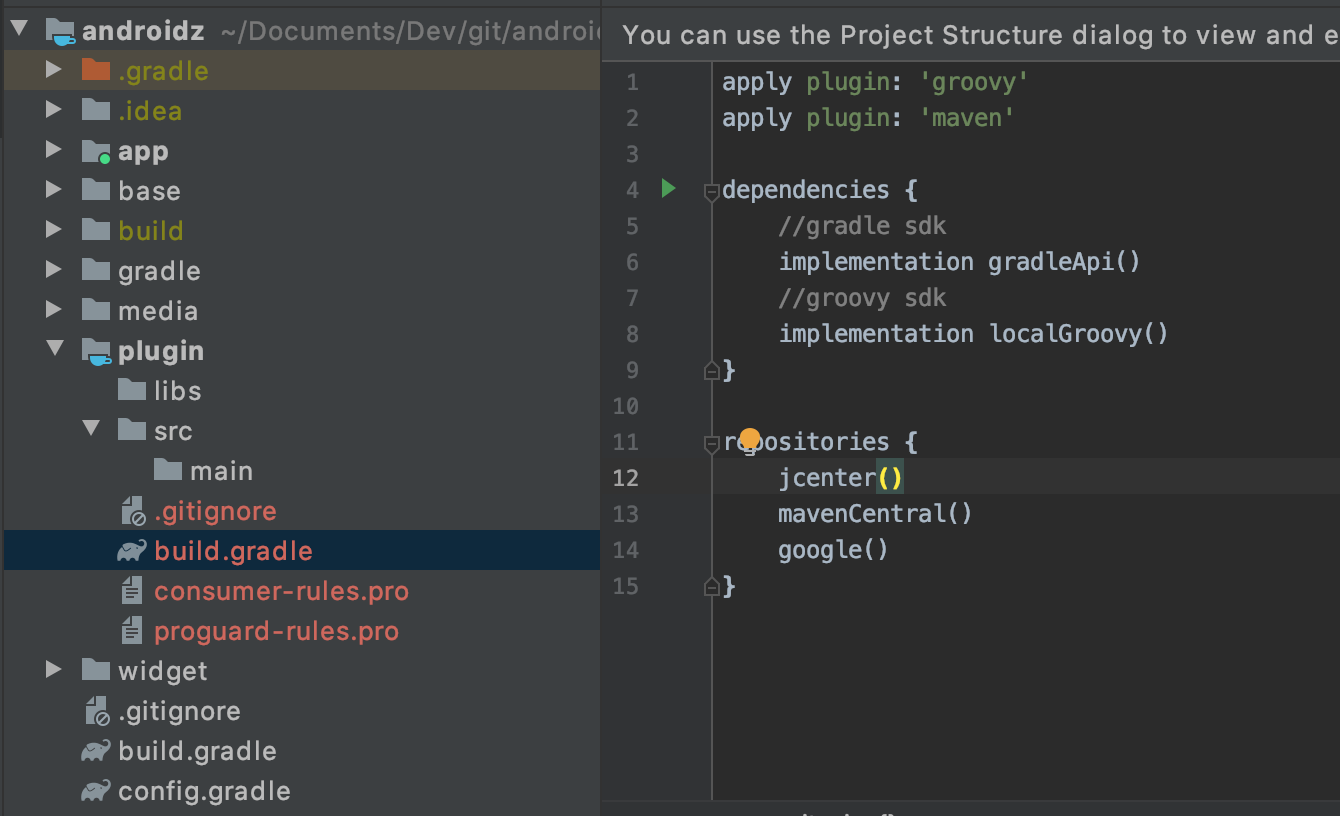 androidz ~/Documents/Dev/git/androi
.gradle
.idea
app
base
build
gradle
media
plugin
libs
src
main
.gitignore
build.gradle
consumer-rules.pro
proguard-rules.pro
widget
.gitignore
build.gradle
config.gradle
You can use the Project Structure dialog to view and e
1 apply plugin: 'groovy'
2 apply plugin: 'maven'
3
4 dependencies {
5 //gradle sdk
6 implementation gradleApi()
7 //groovy sdk
8 implementation localGroovy()
9 }
10
11 repositories {
12 jcenter()
13 mavenCentral()
14 google()
15 }